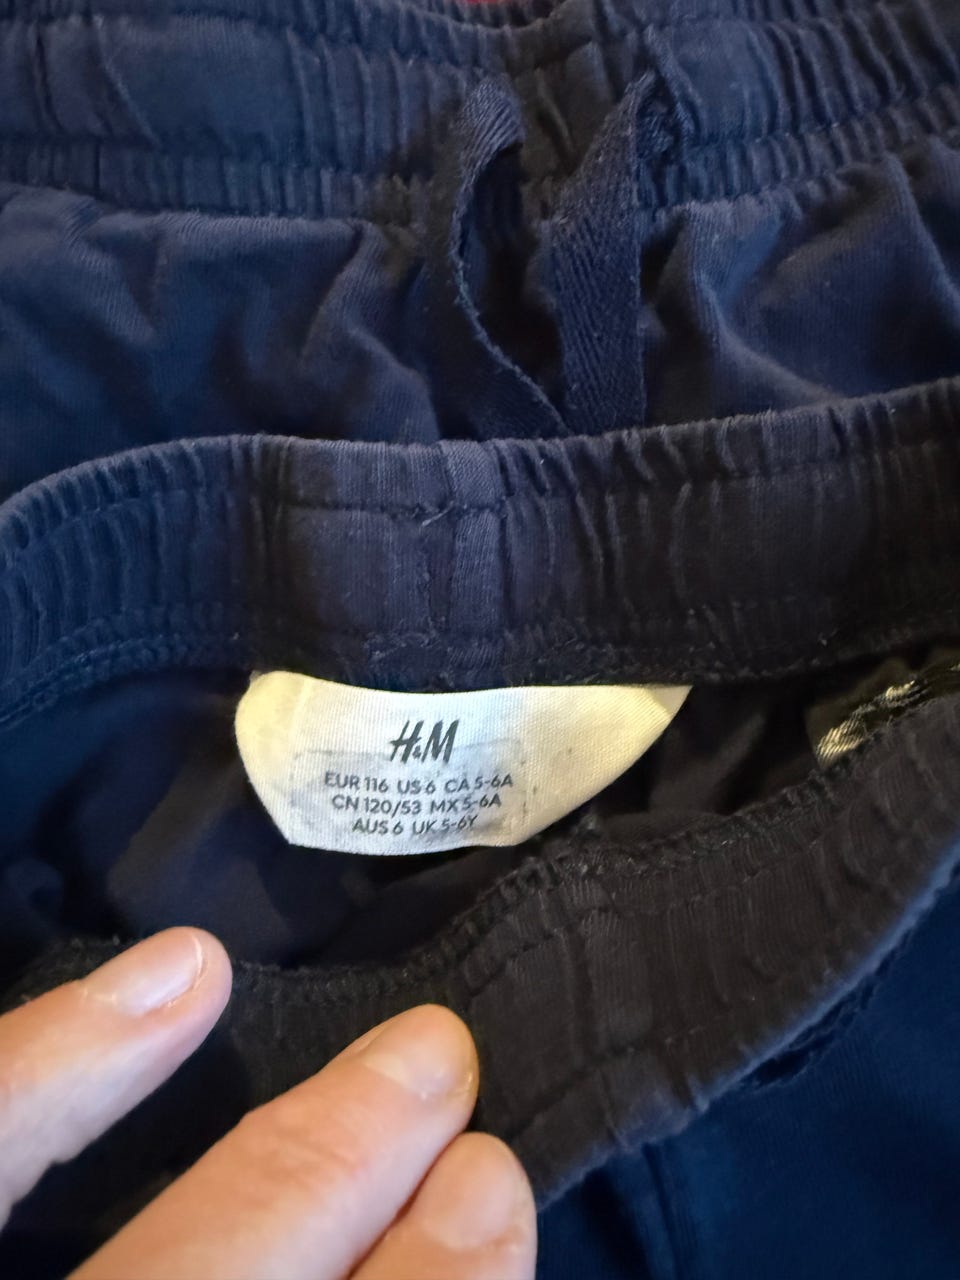 H&M
EUR 116 US 6 CA 5-6A
CN 120/53 MX 5-6A
AUS 6 UK 5-6Y